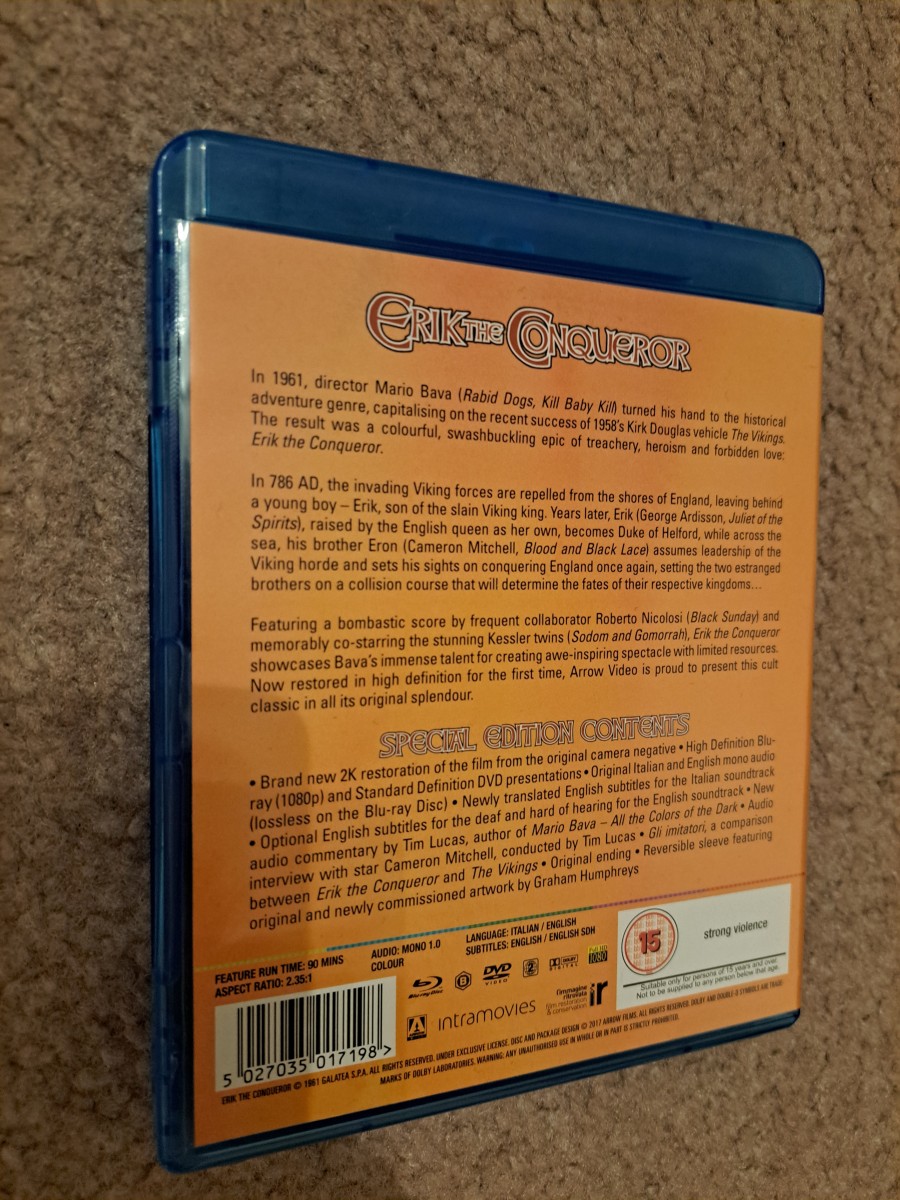 ERIK THE CONQUEROR
In 1961, director Mario Bava (Rabid Dogs, Kill Baby Kill) turned his hand to the historical
adventure genre, capitalising on the recent success of 1958's Kirk Douglas vehicle The Vikings.
The result was a colourful, swashbuckling epic of treachery, heroism and forbidden love:
Erik the Conqueror.
In 786 AD, the invading Viking forces are repelled from the shores of England, leaving behind
a young boy – Erik, son of the slain Viking king. Years later, Erik (George Ardisson, Juliet of the
Spirits), raised by the English queen as her own, becomes Duke of Helford, while across the
sea, his brother Eron (Cameron Mitchell, Blood and Black Lace) assumes leadership of the
Viking horde and sets his sights on conquering England once again, setting the two estranged
brothers on a collision course that will determine the fates of their respective kingdoms...
Featuring a bombastic score by frequent collaborator Roberto Nicolosi (Black Sunday) and
memorably co-starring the stunning Kessler twins (Sodom and Gomorrah), Erik the Conqueror
showcases Bava's immense talent for creating awe-inspiring spectacle with limited resources.
Now restored in high definition for the first time, Arrow Video is proud to present this cult
classic in all its original splendour.
SPECIAL EDITION CONTENTS
• Brand new 2K restoration of the film from the original camera negative • High Definition Blu-
ray (1080p) and Standard Definition DVD presentations • Original Italian and English mono audio
(lossless on the Blu-ray Disc) • Newly translated English subtitles for the Italian soundtrack
• Optional English subtitles for the deaf and hard of hearing for the English soundtrack • New
audio commentary by Tim Lucas, author of Mario Bava – All the Colors of the Dark • Audio
interview with star Cameron Mitchell, conducted by Tim Lucas • Gli imitatori, a comparison
between Erik the Conqueror and The Vikings • Original ending • Reversible sleeve featuring
original and newly commissioned artwork by Graham Humphreys
FEATURE RUN TIME: 90 MINS
ASPECT RATIO: 2.35:1
AUDIO: MONO 1.0
COLOUR
LANGUAGE: ITALIAN / ENGLISH
SUBTITLES: ENGLISH / ENGLISH SDH
Blu-ray Disc
B
DVD
VIDEO
2
DOLBY
DIGITAL
Full HD
1080
15
strong violence
Suitable only for persons of 15 years and over.
Not to be supplied to any person below that age.
ARROW
intramovies
l'immagine
ritrovata
film restoration
& conservation
ir
5 027035 017198 >
ERIK THE CONQUEROR © 1961 GALATEA S.P.A. ALL RIGHTS RESERVED. UNDER EXCLUSIVE LICENSE. DISC AND PACKAGE DESIGN © 2017 ARROW FILMS. ALL RIGHTS RESERVED. DOLBY AND DOUBLE-D SYMBOLS ARE TRADE
MARKS OF DOLBY LABORATORIES. WARNING: ANY UNAUTHORISED USE IN WHOLE OR IN PART IS STRICTLY PROHIBITED.